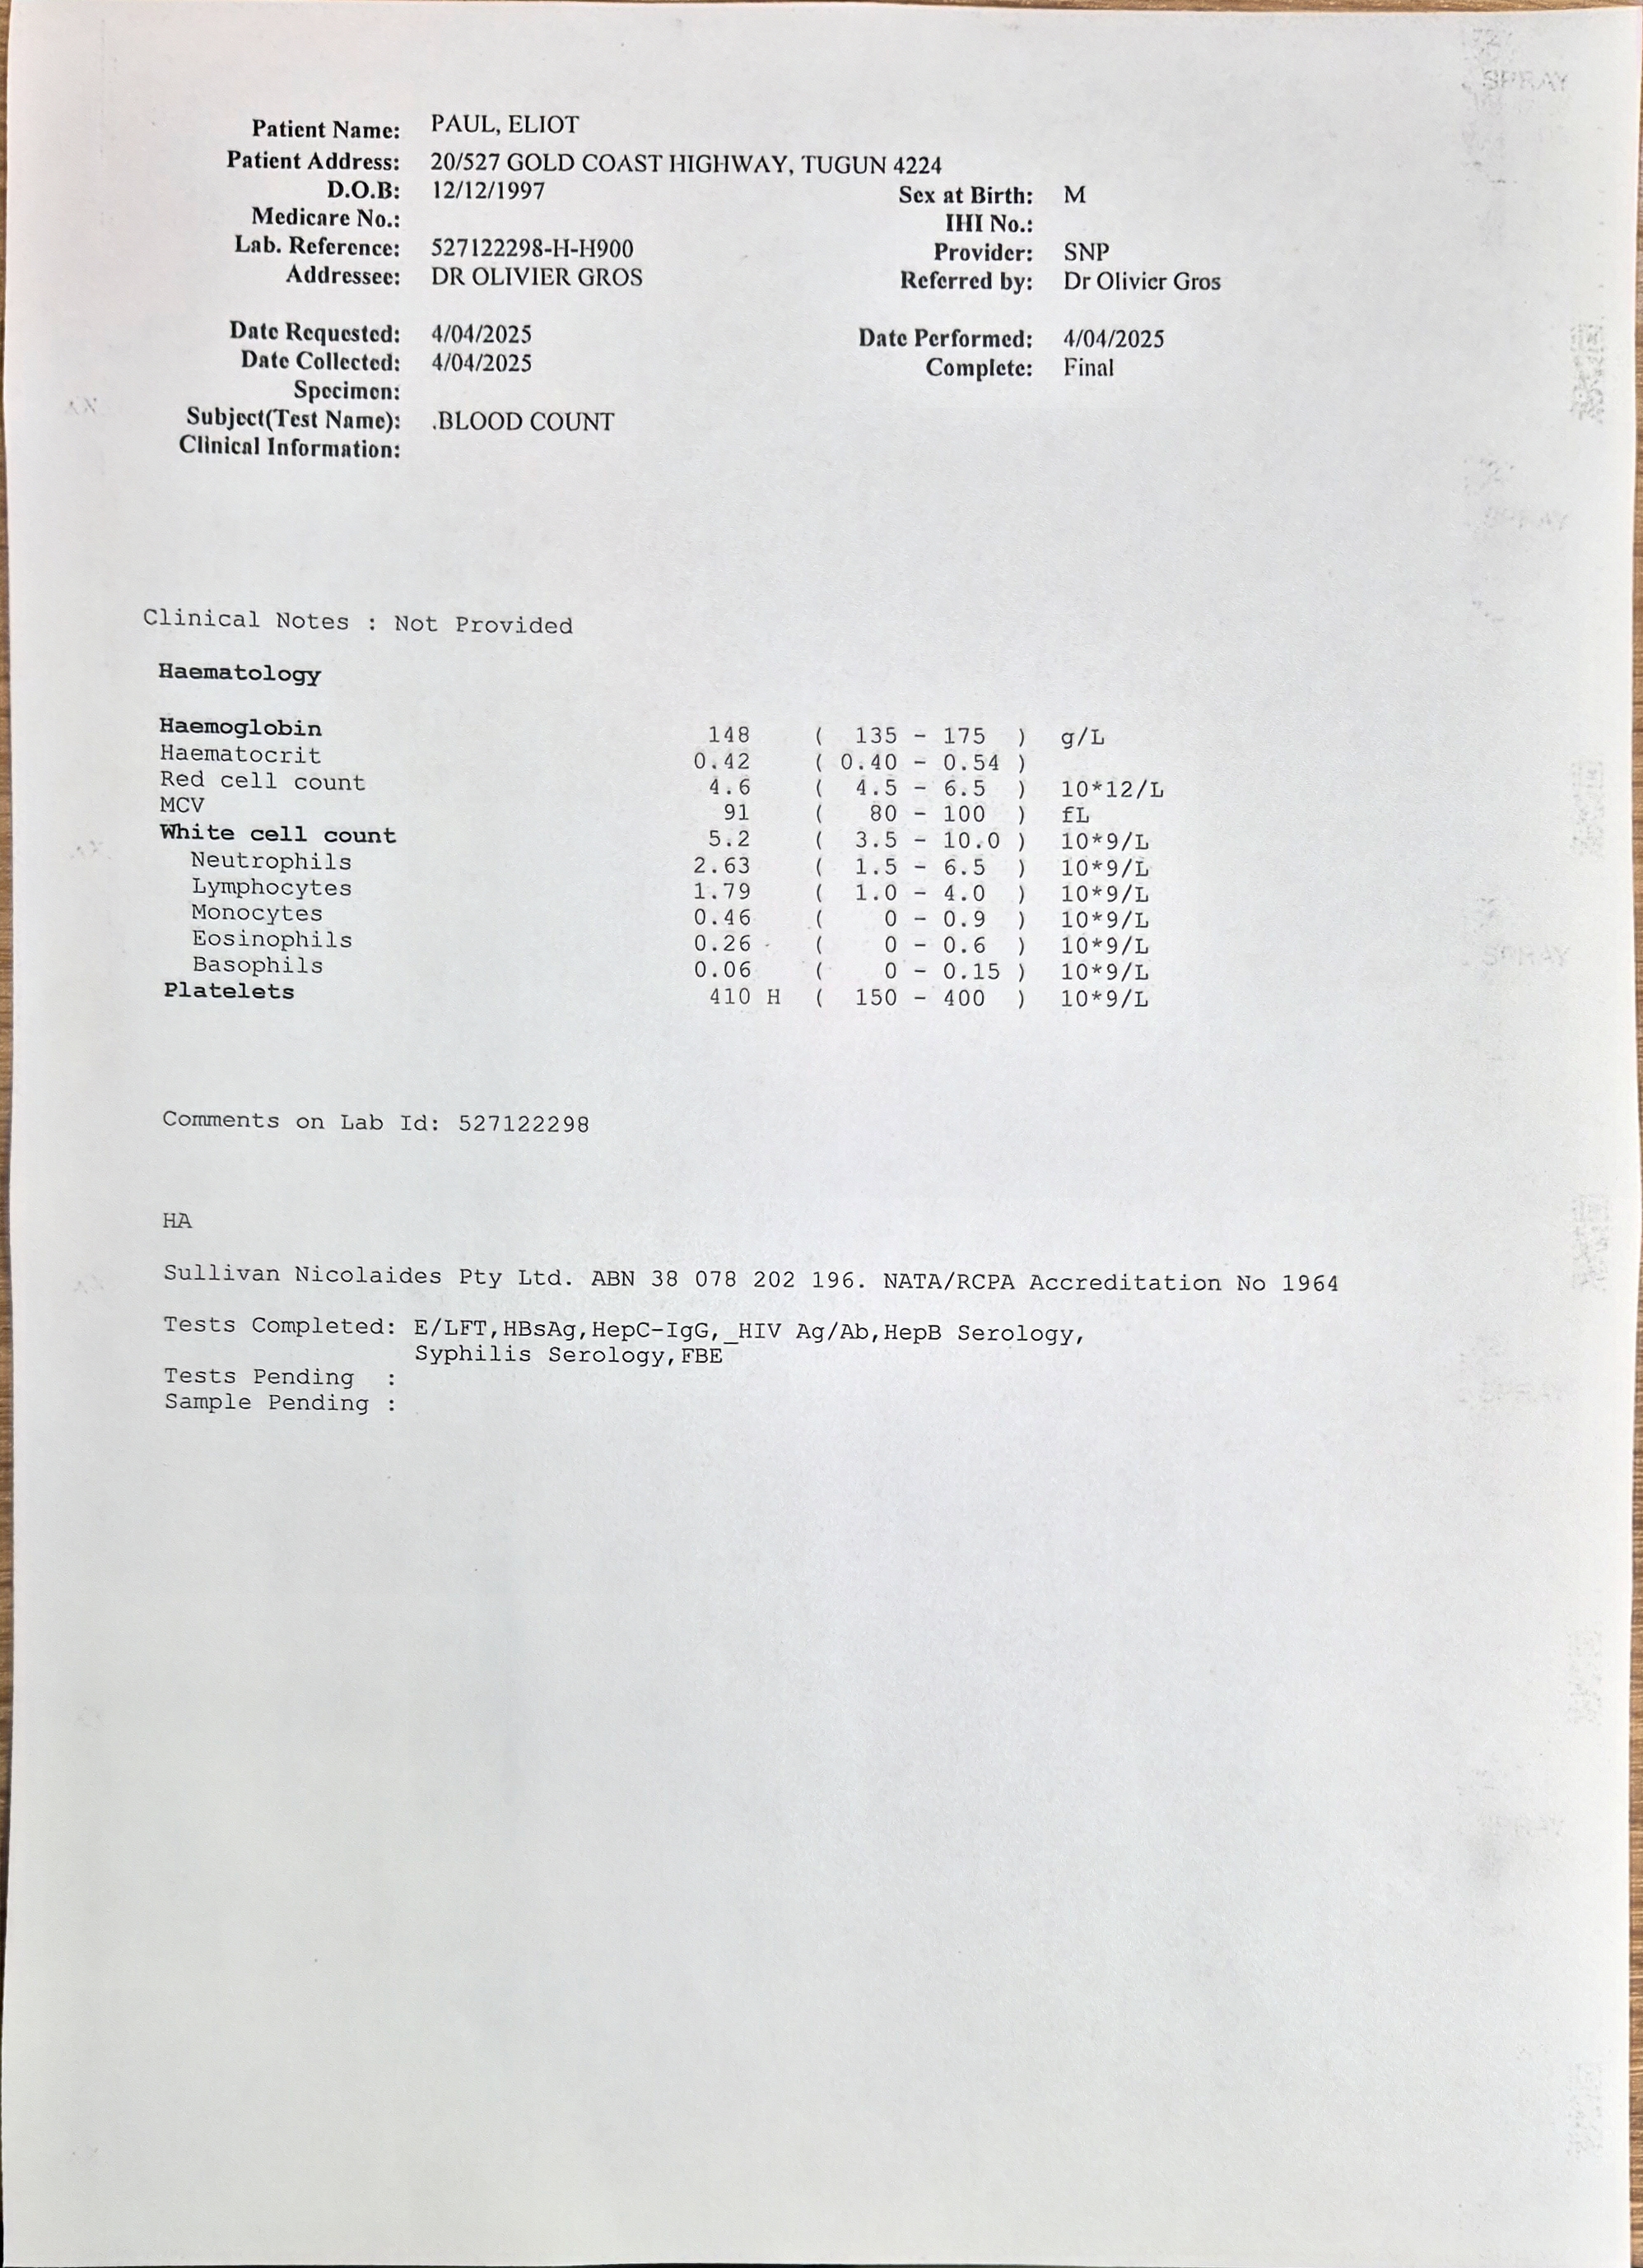 SPRAY
Patient Name: PAUL, ELIOT
Patient Address: 20/527 GOLD COAST HIGHWAY, TUGUN 4224
D.O.B: 12/12/1997 Sex at Birth: M
Medicare No.: IHI No.:
Lab. Reference: 527122298-H-H900 Provider: SNP
Addressee: DR OLIVIER GROS Referred by: Dr Olivier Gros
Date Requested: 4/04/2025 Date Performed: 4/04/2025
Date Collected: 4/04/2025 Complete: Final
Specimen:
Subject(Test Name): .BLOOD COUNT
Clinical Information:
SPRAY
Clinical Notes : Not Provided
Haematology
Haemoglobin 148 ( 135 - 175 ) g/L
Haematocrit 0.42 ( 0.40 - 0.54 )
Red cell count 4.6 ( 4.5 - 6.5 ) 10*12/L
MCV 91 ( 80 - 100 ) fL
White cell count 5.2 ( 3.5 - 10.0 ) 10*9/L
Neutrophils 2.63 ( 1.5 - 6.5 ) 10*9/L
Lymphocytes 1.79 ( 1.0 - 4.0 ) 10*9/L
Monocytes 0.46 ( 0 - 0.9 ) 10*9/L
Eosinophils 0.26 ( 0 - 0.6 ) 10*9/L
SPRAY
Basophils 0.06 ( 0 - 0.15 ) 10*9/L
Platelets 410 H ( 150 - 400 ) 10*9/L
Comments on Lab Id: 527122298
HA
Sullivan Nicolaides Pty Ltd. ABN 38 078 202 196. NATA/RCPA Accreditation No 1964
Tests Completed: E/LFT,HBsAg,HepC-IgG,_HIV Ag/Ab,HepB Serology,
Syphilis Serology,FBE
Tests Pending :
SPRAY
Sample Pending :
SPRAY